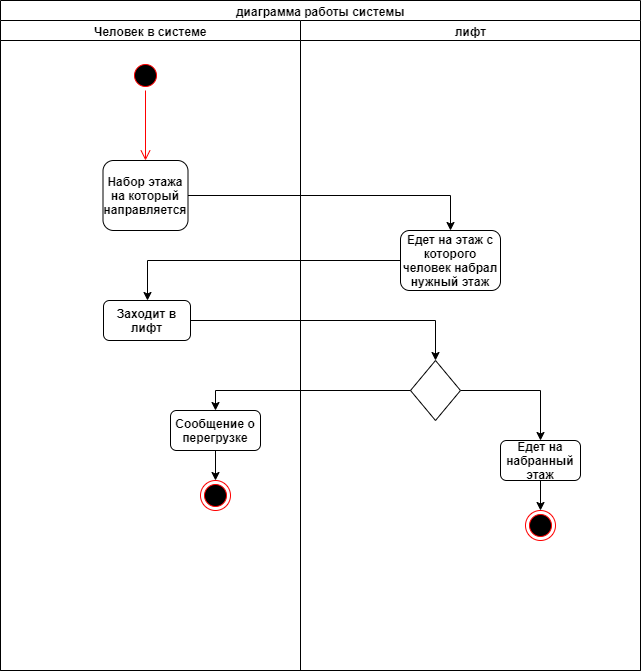 диаграмма работы системы
Человек в системе
лифт
Набор этажа
на который
направляется
Едет на этаж с
которого
человек набрал
нужный этаж
Заходит в
лифт
Сообщение о
перегрузке
Едет на
набранный
этаж